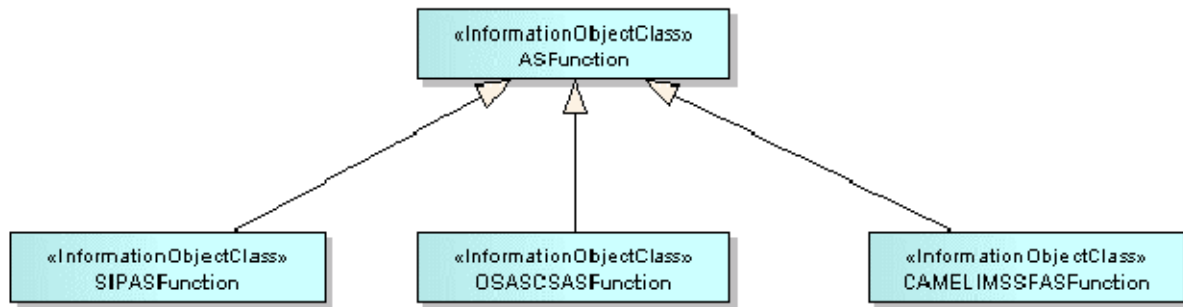 «InformationObjectClass»
ASFunction
«InformationObjectClass»
SIPASFunction
«InformationObjectClass»
OSASCSASFunction
«InformationObjectClass»
CAMELIMSSFASFunction